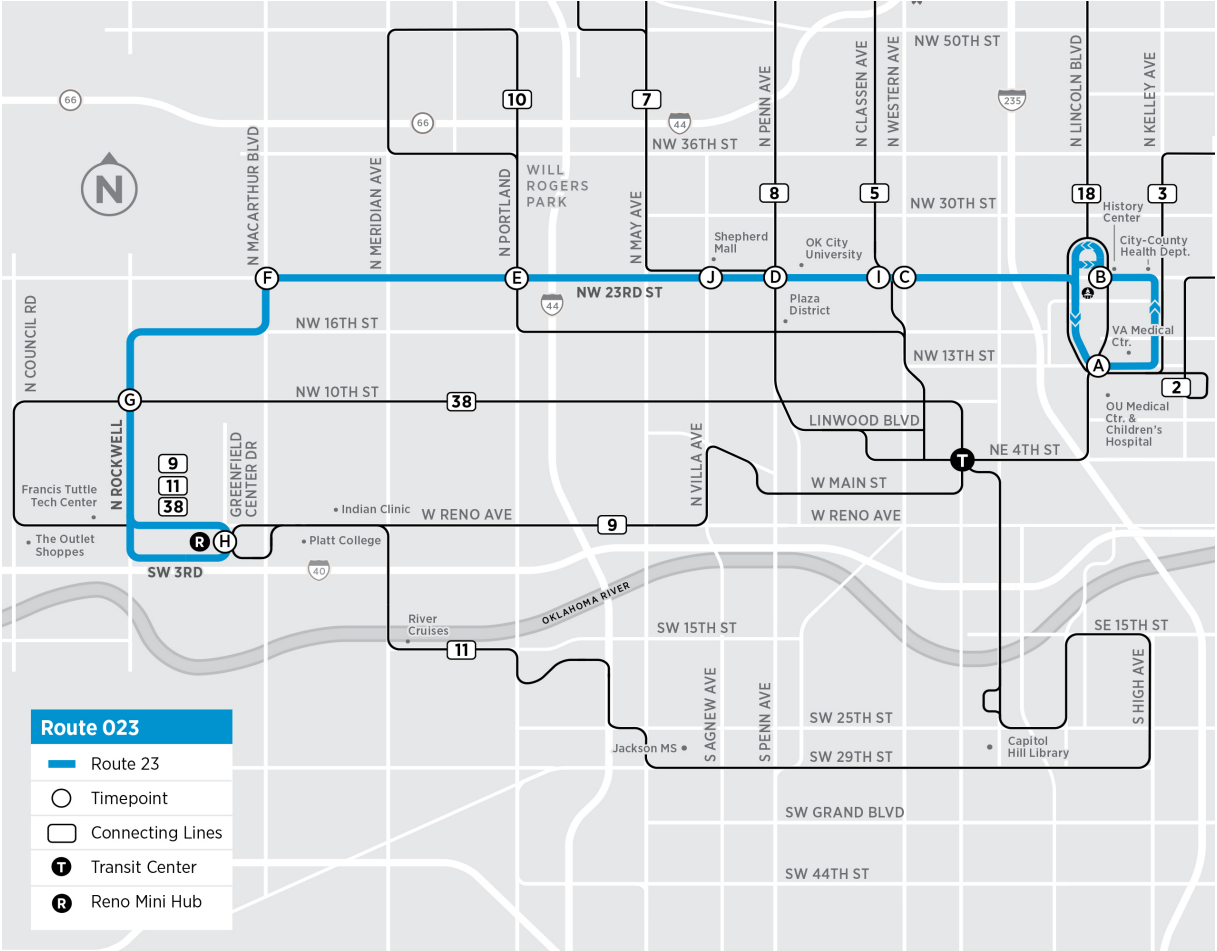 NW 50TH ST
N LINCOLN BLVD
N KELLEY AVE
N CLASSEN AVE
N WESTERN AVE
N PENN AVE
66
10
7
235
66
44
NW 36TH ST
N MACARTHUR BLVD
N MERIDIAN AVE
N PORTLAND
WILL
ROGERS
PARK
N
N MAY AVE
8
5
18
3
NW 30TH ST
History
Center
Shepherd
Mall
OK City
University
City-County
Health Dept.
F
E
J
D
I
C
B
NW 23RD ST
44
Plaza
District
N COUNCIL RD
NW 16TH ST
VA Medical
Ctr.
NW 13TH ST
A
2
NW 10TH ST
G
38
OU Medical
Ctr. &
Children's
Hospital
LINWOOD BLVD
N ROCKWELL
GREENFIELD
CENTER DR
N VILLA AVE
9
11
38
T
NE 4TH ST
W MAIN ST
Francis Tuttle
Tech Center
Indian Clinic
W RENO AVE
9
W RENO AVE
The Outlet
Shoppes
R
H
Platt College
SW 3RD
40
OKLAHOMA RIVER
River
Cruises
11
SW 15TH ST
SE 15TH ST
S AGNEW AVE
S PENN AVE
S HIGH AVE
SW 25TH ST
Jackson MS
SW 29TH ST
Capitol
Hill Library
Route 023
Route 23
Timepoint
Connecting Lines
T
Transit Center
R
Reno Mini Hub
SW GRAND BLVD
SW 44TH ST